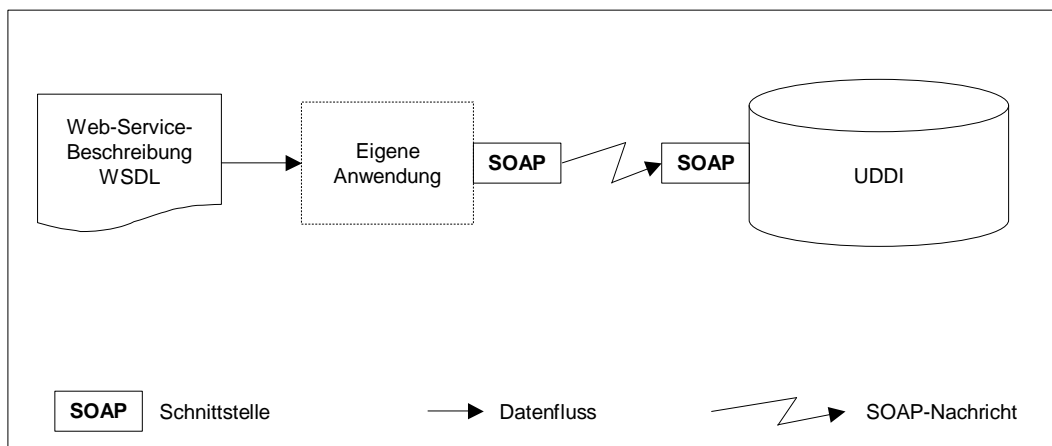 Web-Service-
Beschreibung
WSDL
Eigene
Anwendung
SOAP
SOAP
UDDI
SOAP Schnittstelle
Datenfluss
SOAP-Nachricht